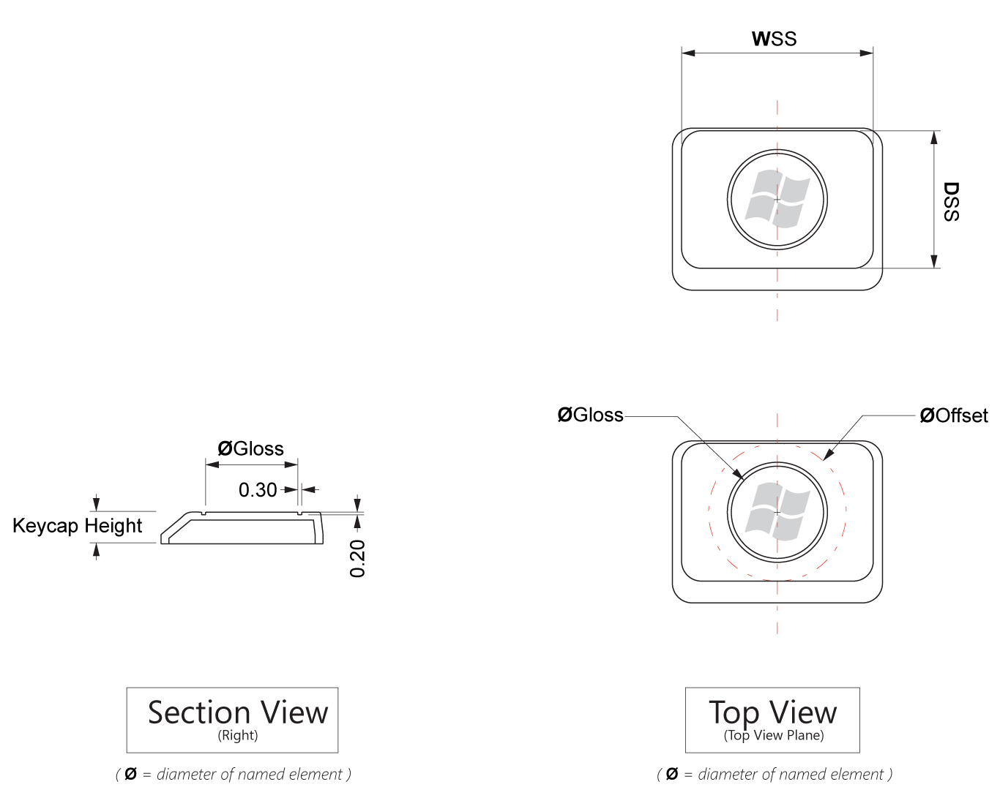 WSS
DSS
ØGloss
ØOffset
ØGloss
0.30
Keycap Height
0.20
Section View
(Right)
( Ø = diameter of named element )
Top View
(Top View Plane)
( Ø = diameter of named element )